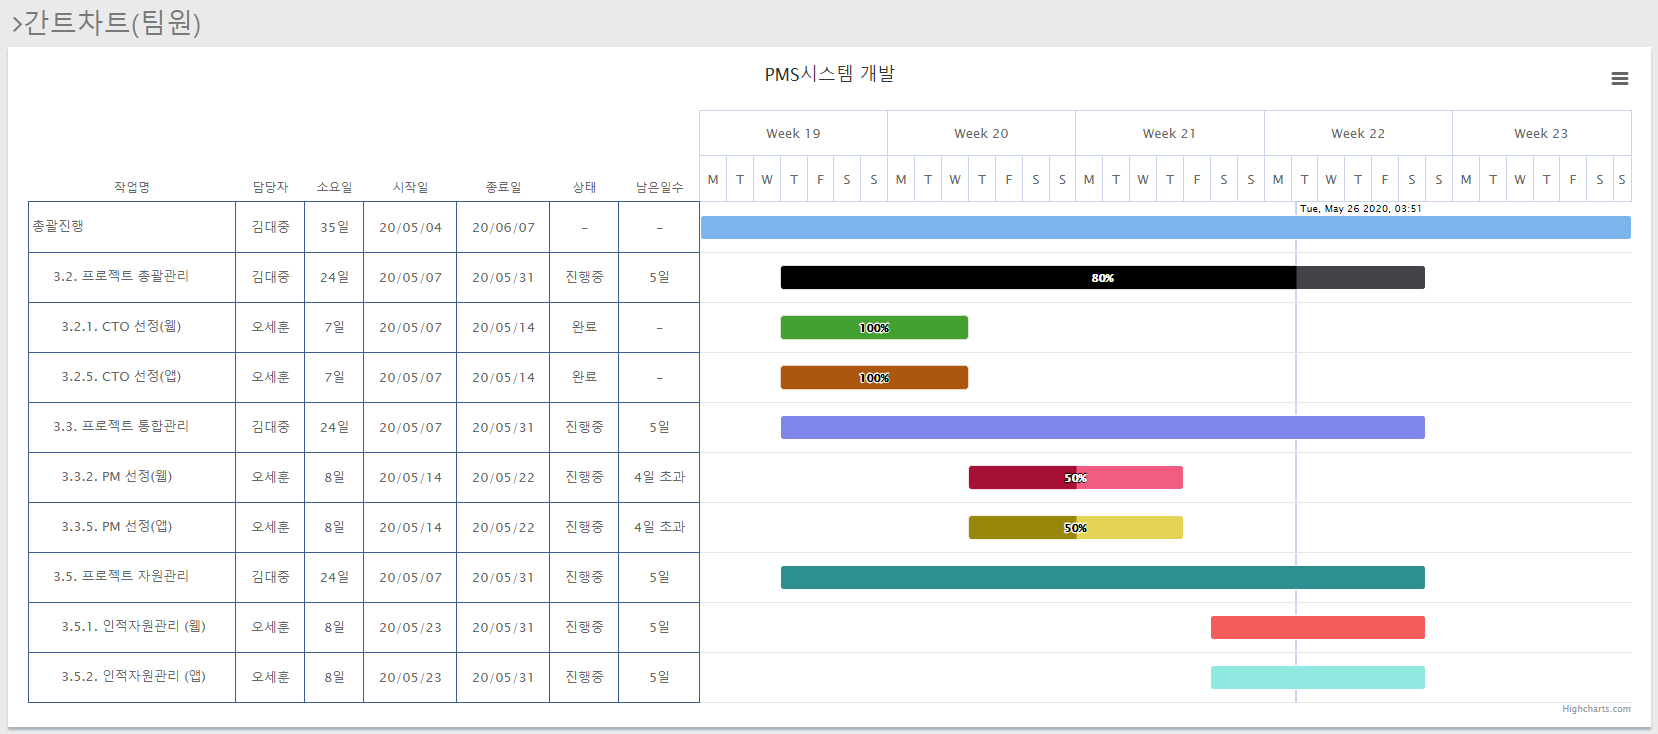 >간트차트(팀원)
PMS시스템 개발
Week 19 Week 20 Week 21 Week 22 Week 23
M T W T F S S M T W T F S S M T W T F S S M T W T F S S M T W T F S S
작업명 담당자 소요일 시작일 종료일 상태 남은일수
Tue, May 26 2020, 03:51
총괄진행 김대중 35일 20/05/04 20/06/07 - -
3.2. 프로젝트 총괄관리 김대중 24일 20/05/07 20/05/31 진행중 5일 80%
3.2.1. CTO 선정(웹) 오세훈 7일 20/05/07 20/05/14 완료 - 100%
3.2.5. CTO 선정(앱) 오세훈 7일 20/05/07 20/05/14 완료 - 100%
3.3. 프로젝트 통합관리 김대중 24일 20/05/07 20/05/31 진행중 5일
3.3.2. PM 선정(웹) 오세훈 8일 20/05/14 20/05/22 진행중 4일 초과 50%
3.3.5. PM 선정(앱) 오세훈 8일 20/05/14 20/05/22 진행중 4일 초과 50%
3.5. 프로젝트 자원관리 김대중 24일 20/05/07 20/05/31 진행중 5일
3.5.1. 인적자원관리 (웹) 오세훈 8일 20/05/23 20/05/31 진행중 5일
3.5.2. 인적자원관리 (앱) 오세훈 8일 20/05/23 20/05/31 진행중 5일
Highcharts.com